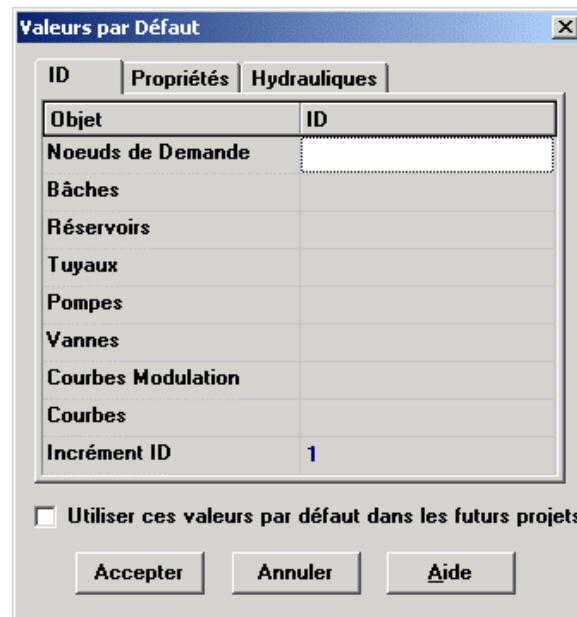 Valeurs par Défaut
ID Propriétés Hydrauliques
Objet ID
Noeuds de Demande
Bâches
Réservoirs
Tuyaux
Pompes
Vannes
Courbes Modulation
Courbes
Incrément ID 1
Utiliser ces valeurs par défaut dans les futurs projets
Accepter Annuler Aide